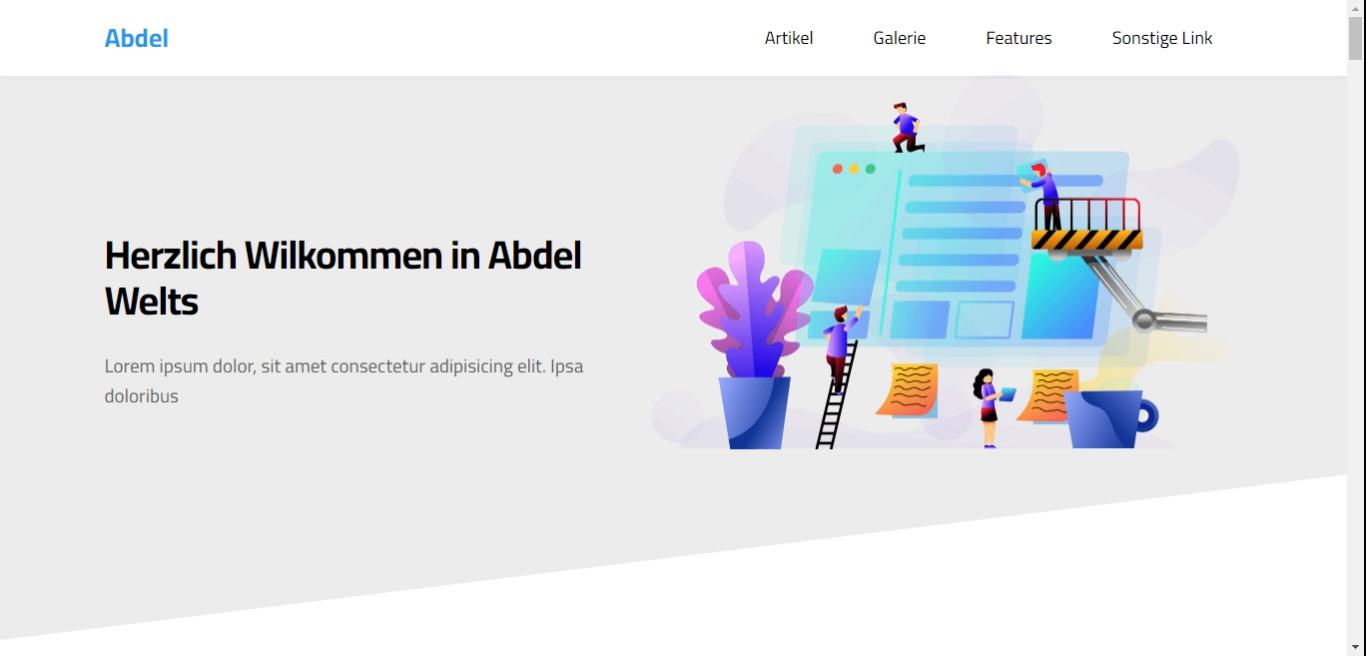 Abdel
Artikel Galerie Features Sonstige Link
Herzlich Wilkommen in Abdel
Welts
Lorem ipsum dolor, sit amet consectetur adipisicing elit. Ipsa
doloribus